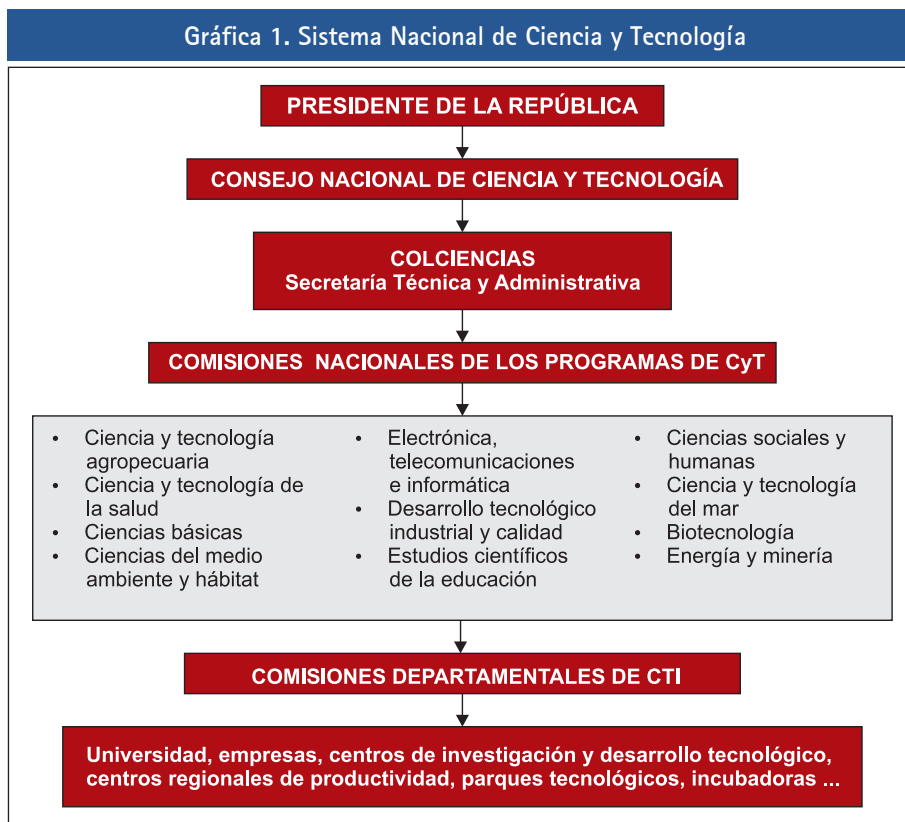 Gráfica 1. Sistema Nacional de Ciencia y Tecnología
PRESIDENTE DE LA REPÚBLICA
CONSEJO NACIONAL DE CIENCIA Y TECNOLOGÍA
COLCIENCIAS
Secretaría Técnica y Administrativa
COMISIONES NACIONALES DE LOS PROGRAMAS DE CyT
• Ciencia y tecnología
agropecuaria
• Ciencia y tecnología de
la salud
• Ciencias básicas
• Ciencias del medio
ambiente y hábitat
• Electrónica,
telecomunicaciones
e informática
• Desarrollo tecnológico
industrial y calidad
• Estudios científicos
de la educación
• Ciencias sociales y
humanas
• Ciencia y tecnología
del mar
• Biotecnología
• Energía y minería
COMISIONES DEPARTAMENTALES DE CTI
Universidad, empresas, centros de investigación y desarrollo tecnológico,
centros regionales de productividad, parques tecnológicos, incubadoras ...